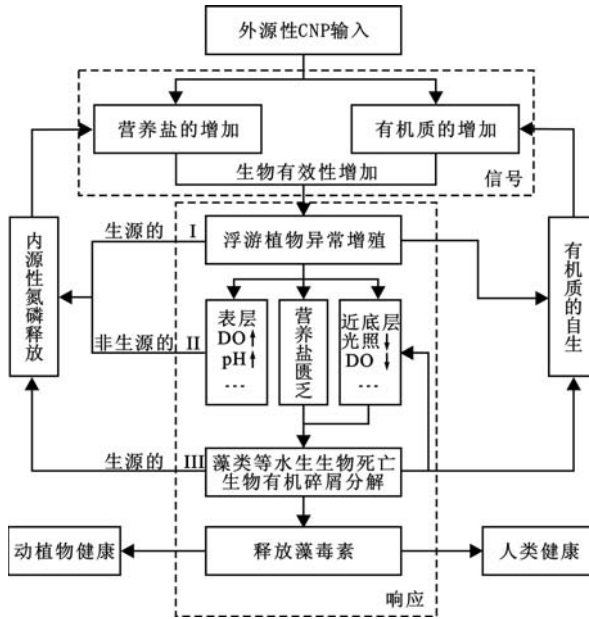 外源性CNP输入
营养盐的增加
有机质的增加
生物有效性增加
信号
内源性氮磷释放
生源的 I
浮游植物异常增殖
有机质的自生
非生源的 II
表层
DO↑
pH↑
…
营养盐匮乏
近底层
光照↓
DO↓
…
生源的 III
藻类等水生生物死亡
生物有机碎屑分解
动植物健康
释放藻毒素
人类健康
响应